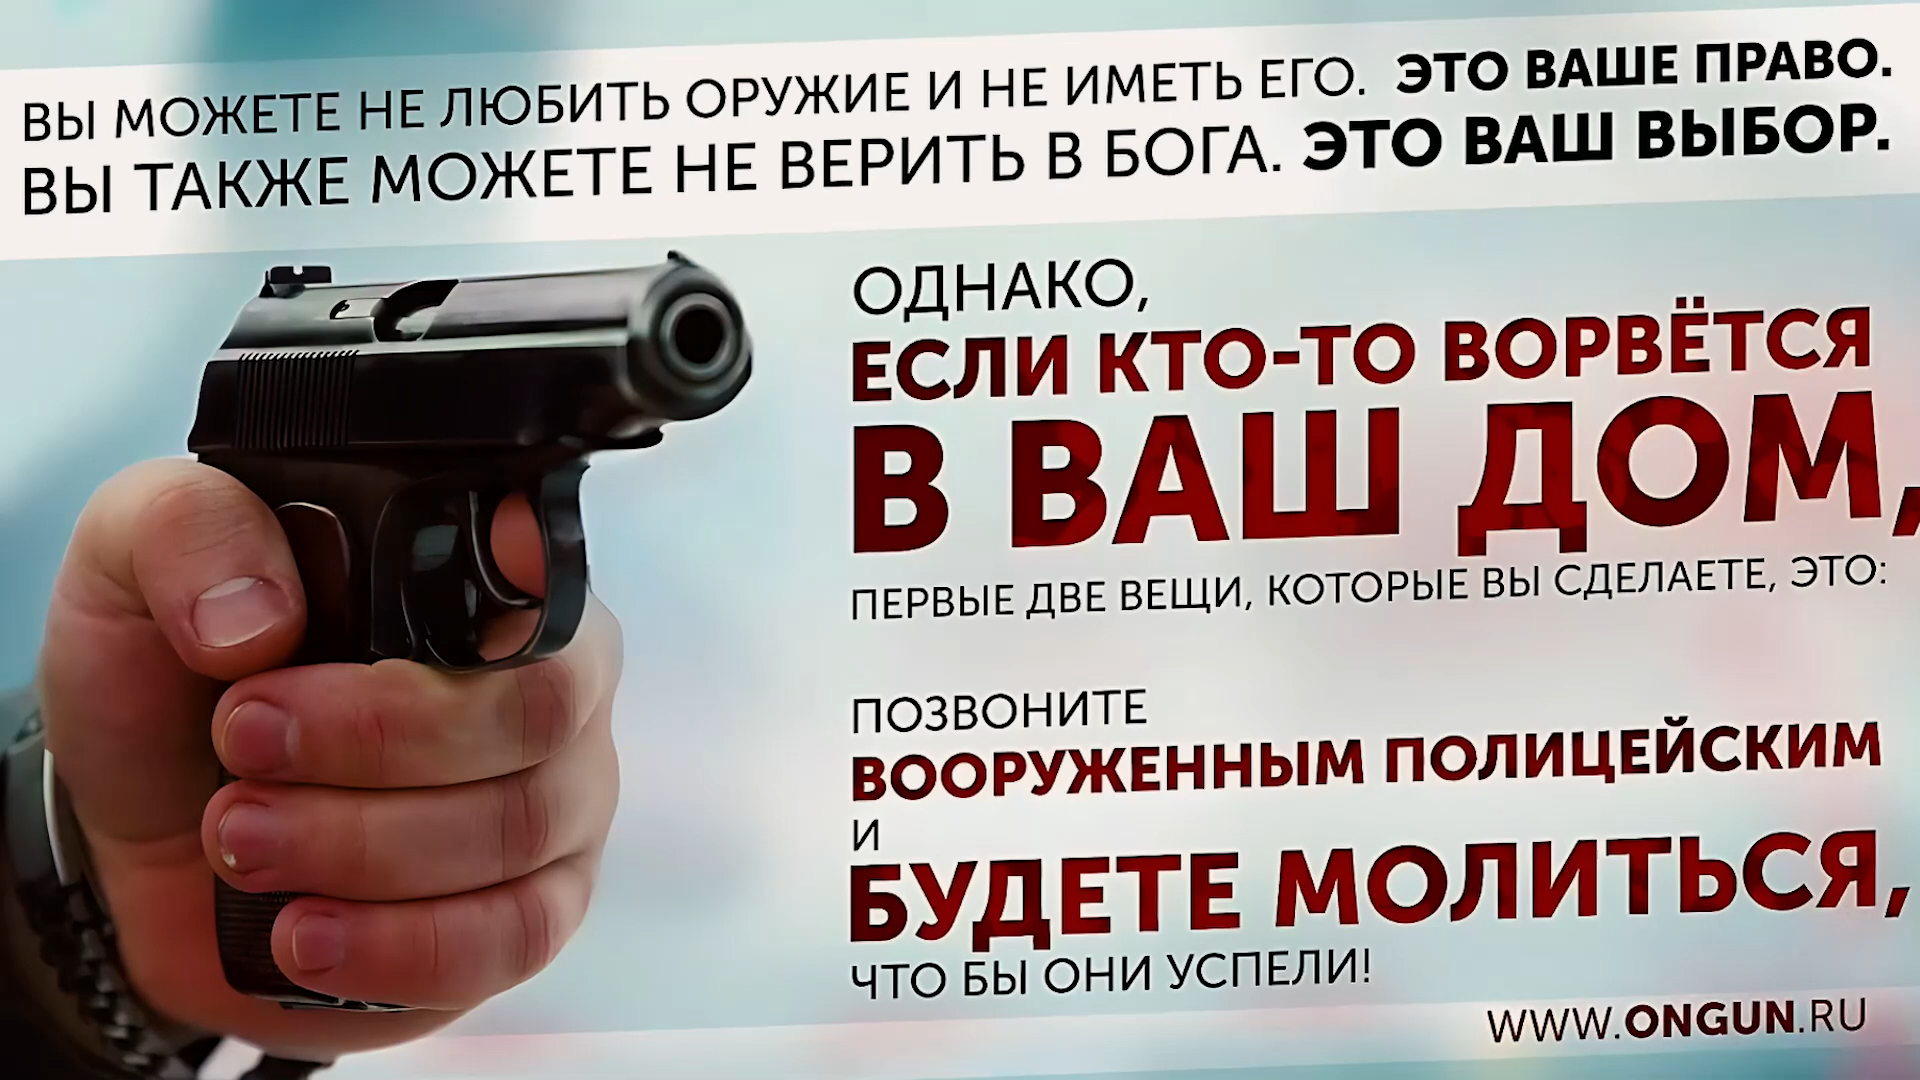 ВЫ МОЖЕТЕ НЕ ЛЮБИТЬ ОРУЖИЕ И НЕ ИМЕТЬ ЕГО. ЭТО ВАШЕ ПРАВО.
ВЫ ТАКЖЕ МОЖЕТЕ НЕ ВЕРИТЬ В БОГА. ЭТО ВАШ ВЫБОР.
ОДНАКО,
ЕСЛИ КТО-ТО ВОРВЁТСЯ
В ВАШ ДОМ,
ПЕРВЫЕ ДВЕ ВЕЩИ, КОТОРЫЕ ВЫ СДЕЛАЕТЕ, ЭТО:
ПОЗВОНИТЕ
ВООРУЖЕННЫМ ПОЛИЦЕЙСКИМ
И
БУДЕТЕ МОЛИТЬСЯ,
ЧТО БЫ ОНИ УСПЕЛИ!
WWW.ONGUN.RU